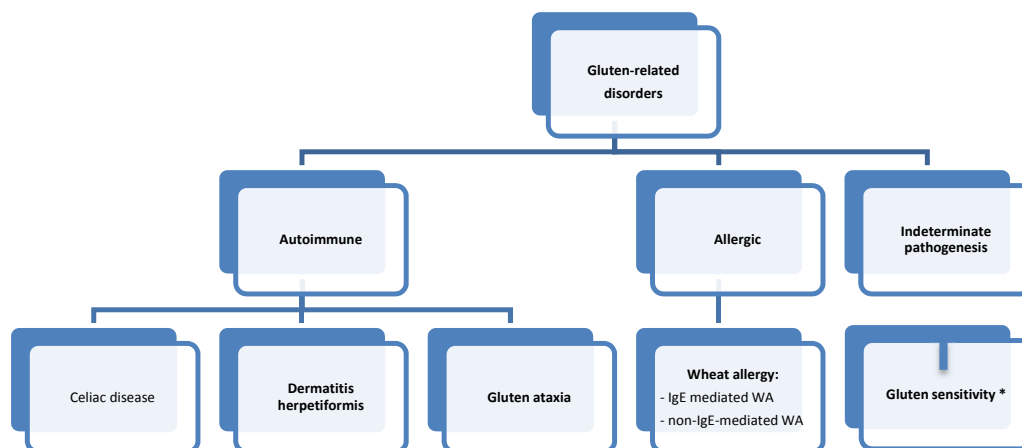 Gluten-related
disorders
Autoimmune
Allergic
Indeterminate
pathogenesis
Celiac disease
Dermatitis
herpetiformis
Gluten ataxia
Wheat allergy:
- IgE mediated WA
- non-IgE-mediated WA
Gluten sensitivity *